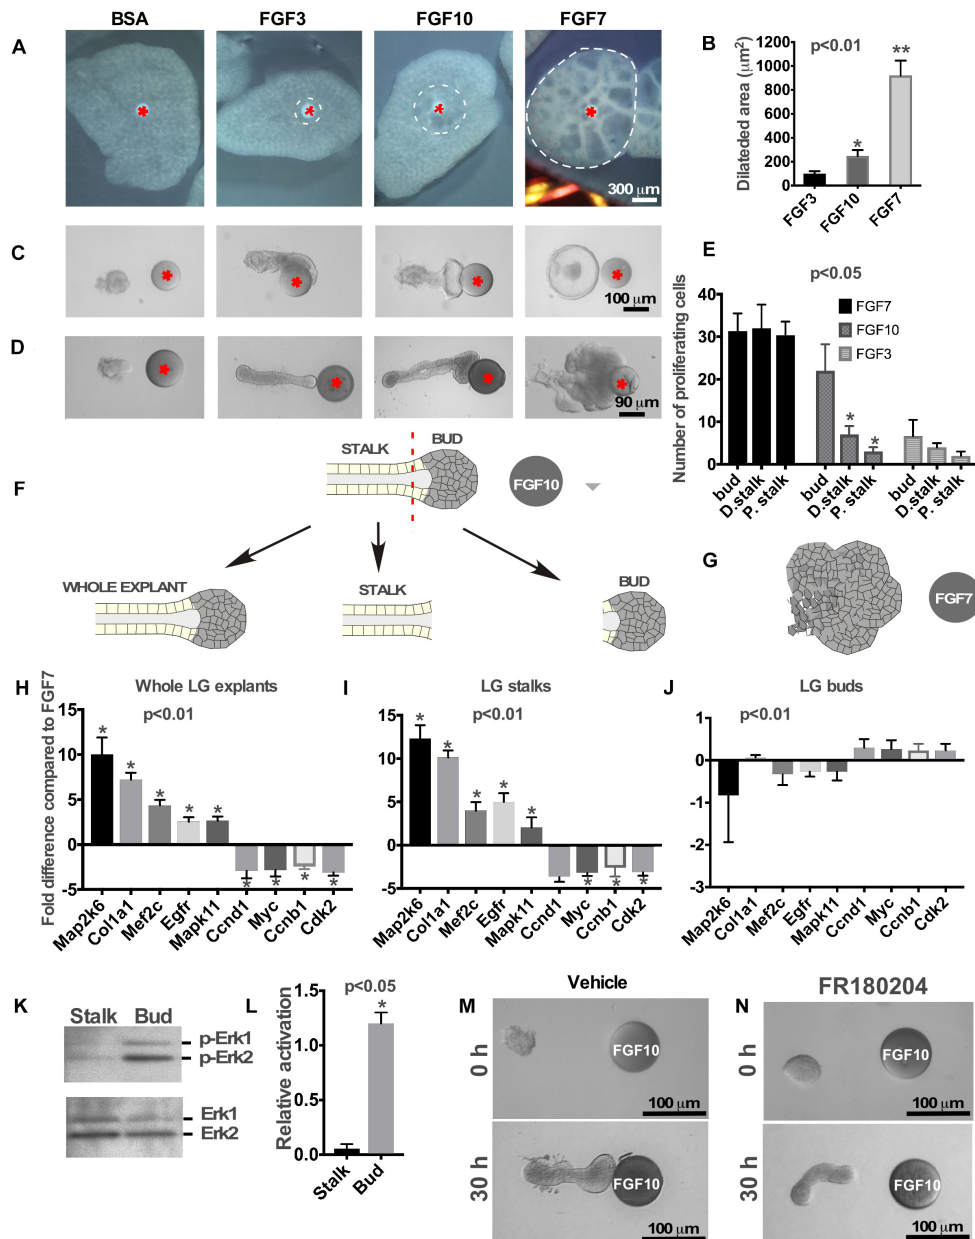 BSA FGF3 FGF10 FGF7
A
300 μm
B
p<0.01
**
*
Dilateded area (μm²)
1200
1000
800
600
400
200
0
FGF3 FGF10 FGF7
C
100 μm
D
90 μm
E
p<0.05
FGF7
FGF10
FGF3
Number of proliferating cells
40
30
20
10
0
* *
bud D.stalk P. stalk bud D.stalk P. stalk bud D.stalk P. stalk
F
STALK BUD
FGF10
WHOLE EXPLANT STALK BUD
G
FGF7
H
Whole LG explants
p<0.01
Fold difference compared to FGF7
15
10
5
0
-5
* * * * *
* * * *
Map2k6 Col1a1 Mef2c Egfr Mapk11 Ccnd1 Myc Ccnb1 Cdk2
I
LG stalks
p<0.01
15
10
5
0
-5
* * * * *
* * *
Map2k6 Col1a1 Mef2c Egfr Mapk11 Ccnd1 Myc Ccnb1 Cdk2
J
LG buds
p<0.01
1
0
-1
-2
-3
Map2k6 Col1a1 Mef2c Egfr Mapk11 Ccnd1 Myc Ccnb1 Cdk2
K
Stalk Bud
p-Erk1
p-Erk2
Erk1
Erk2
L
p<0.05
*
Relative activation
1.5
1.0
0.5
0.0
Stalk Bud
M
Vehicle
0 h
FGF10
100 μm
30 h
FGF10
100 μm
N
FR180204
0 h
FGF10
100 μm
30 h
FGF10
100 μm